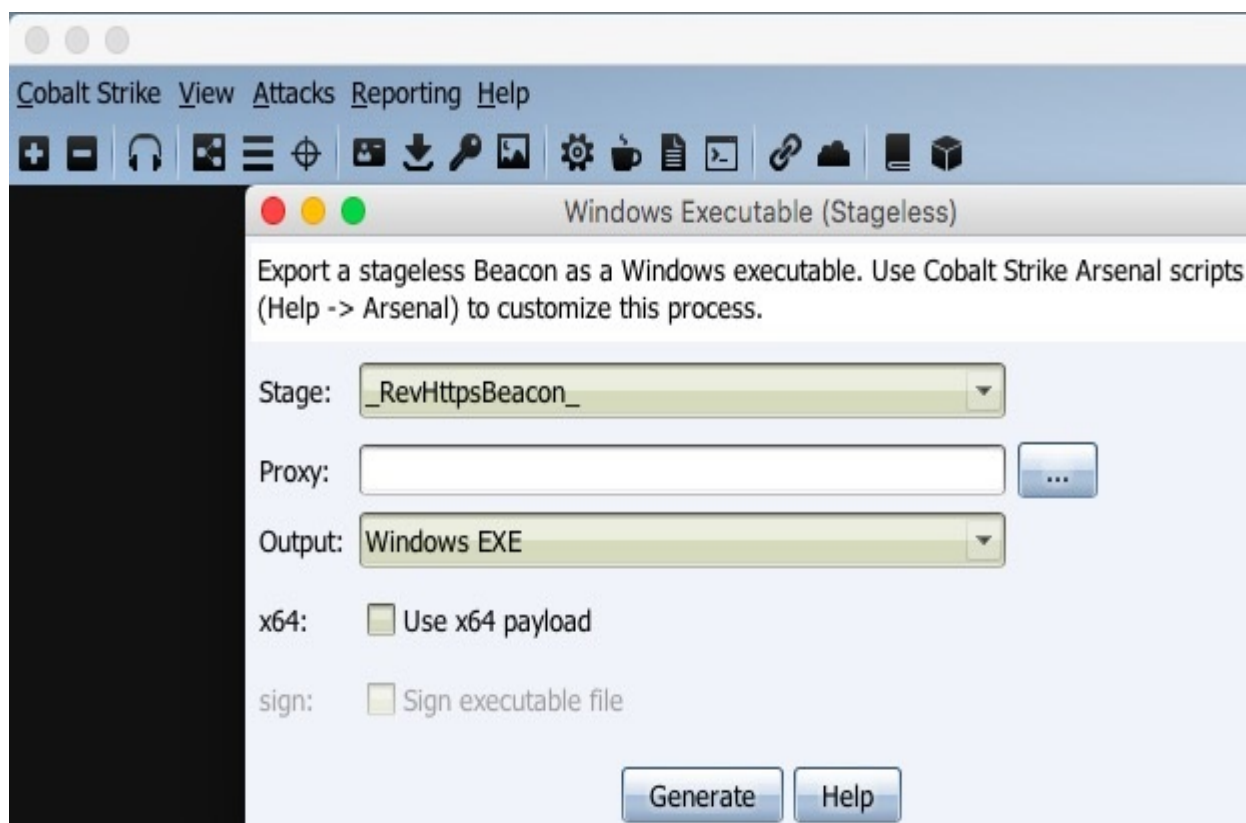 Cobalt Strike View Attacks Reporting Help
Windows Executable (Stageless)
Export a stageless Beacon as a Windows executable. Use Cobalt Strike Arsenal scripts
(Help -> Arsenal) to customize this process.
Stage: _RevHttpsBeacon_
Proxy: ...
Output: Windows EXE
x64: Use x64 payload
sign: Sign executable file
Generate Help